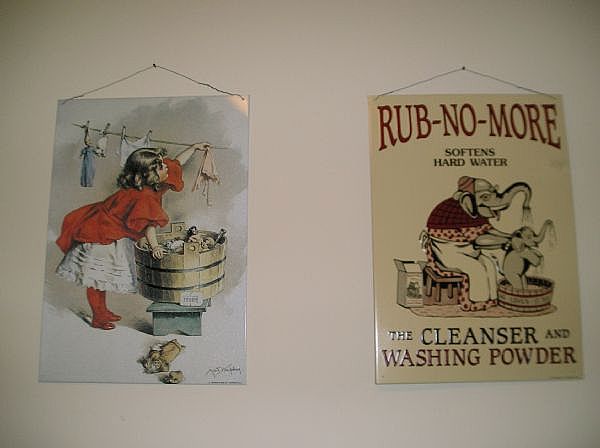 RUB-NO-MORE
SOFTENS
HARD WATER
THE CLEANSER AND
WASHING POWDER